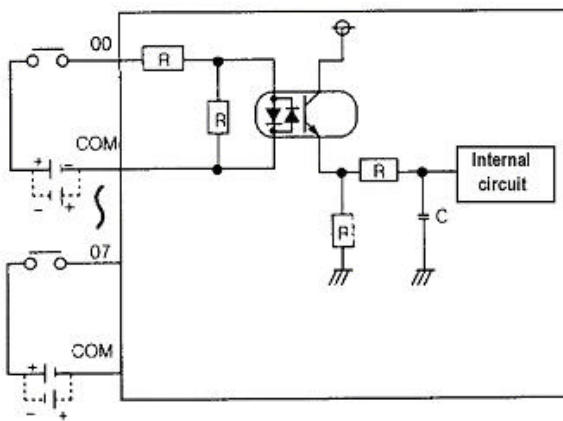 00
R
R
COM
+ −
− +
R
Internal
circuit
R
C
07
COM
+
− +